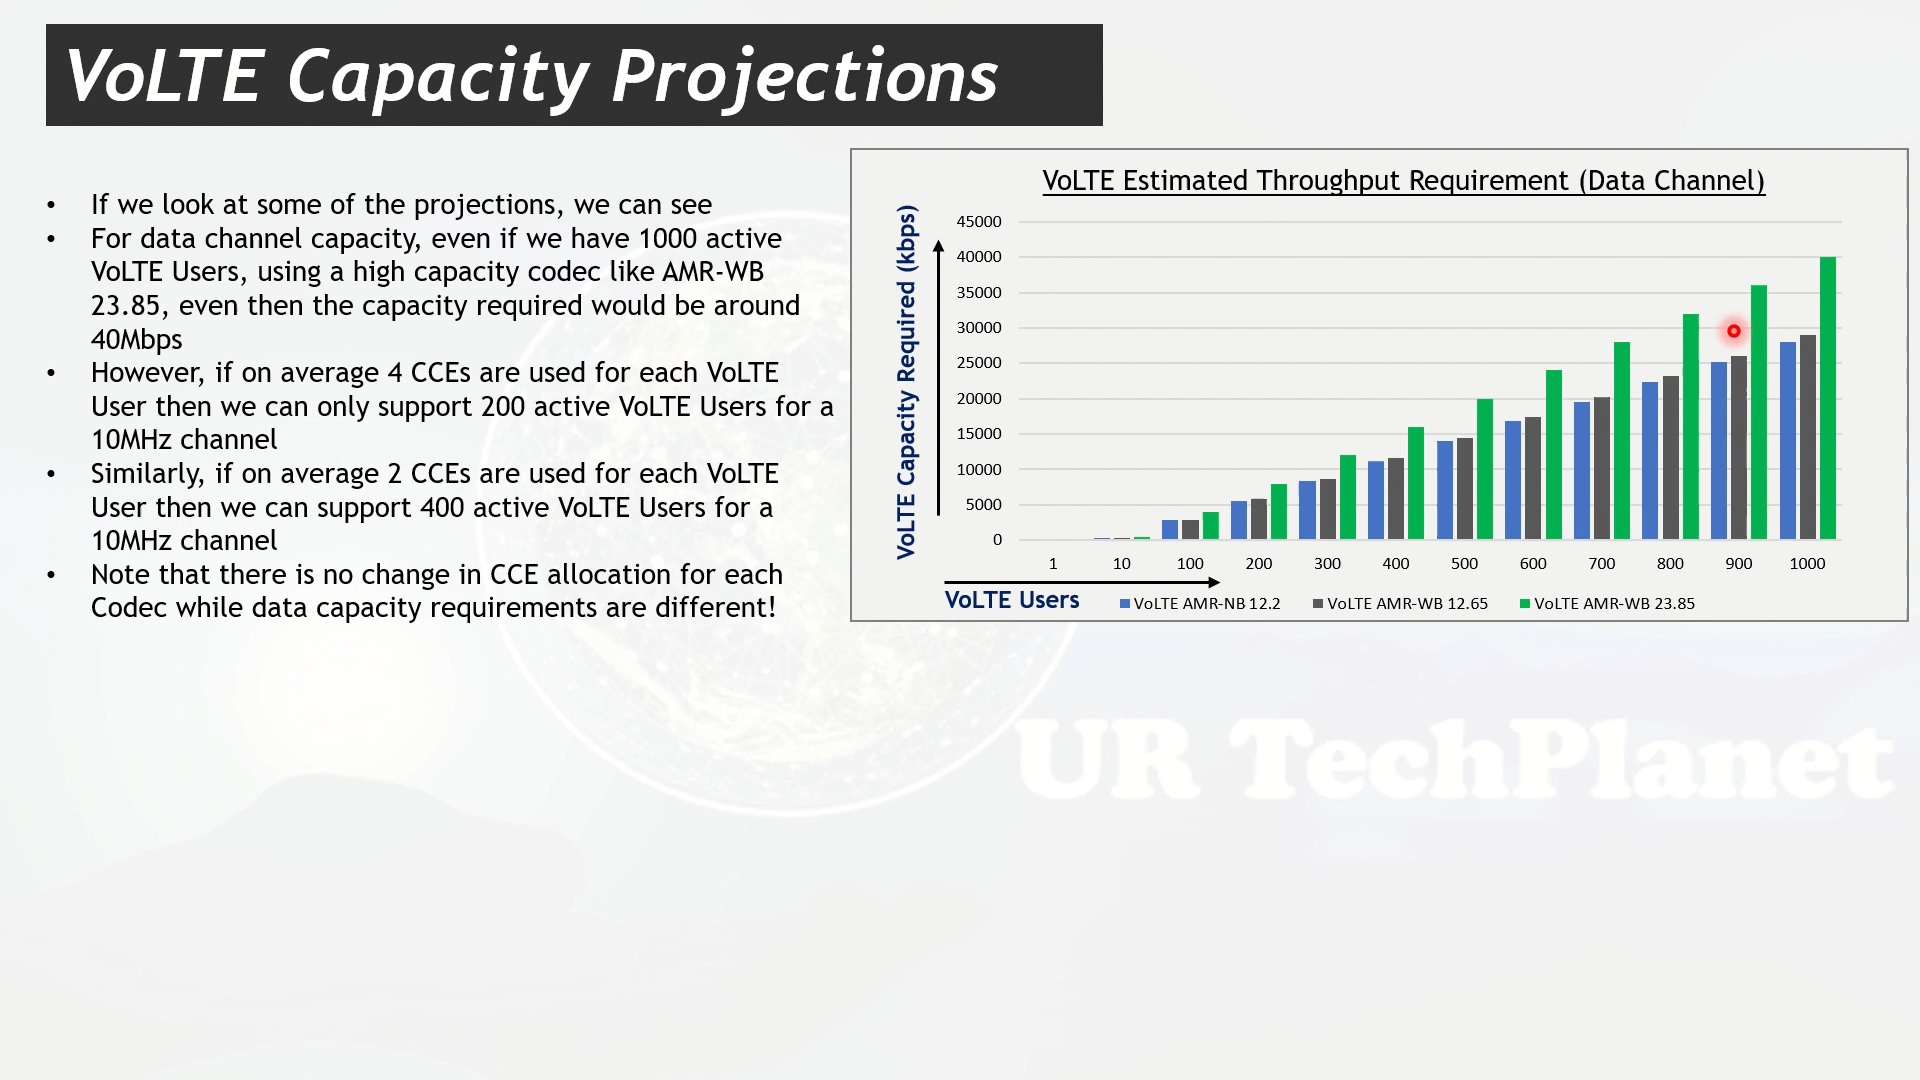 VoLTE Capacity Projections
• If we look at some of the projections, we can see
• For data channel capacity, even if we have 1000 active
VoLTE Users, using a high capacity codec like AMR-WB
23.85, even then the capacity required would be around
40Mbps
• However, if on average 4 CCEs are used for each VoLTE
User then we can only support 200 active VoLTE Users for a
10MHz channel
• Similarly, if on average 2 CCEs are used for each VoLTE
User then we can support 400 active VoLTE Users for a
10MHz channel
• Note that there is no change in CCE allocation for each
Codec while data capacity requirements are different!
VoLTE Estimated Throughput Requirement (Data Channel)
VoLTE Capacity Required (kbps)
45000
40000
35000
30000
25000
20000
15000
10000
5000
0
1 10 100 200 300 400 500 600 700 800 900 1000
VoLTE Users
VoLTE AMR-NB 12.2 VoLTE AMR-WB 12.65 VoLTE AMR-WB 23.85
UR TechPlanet